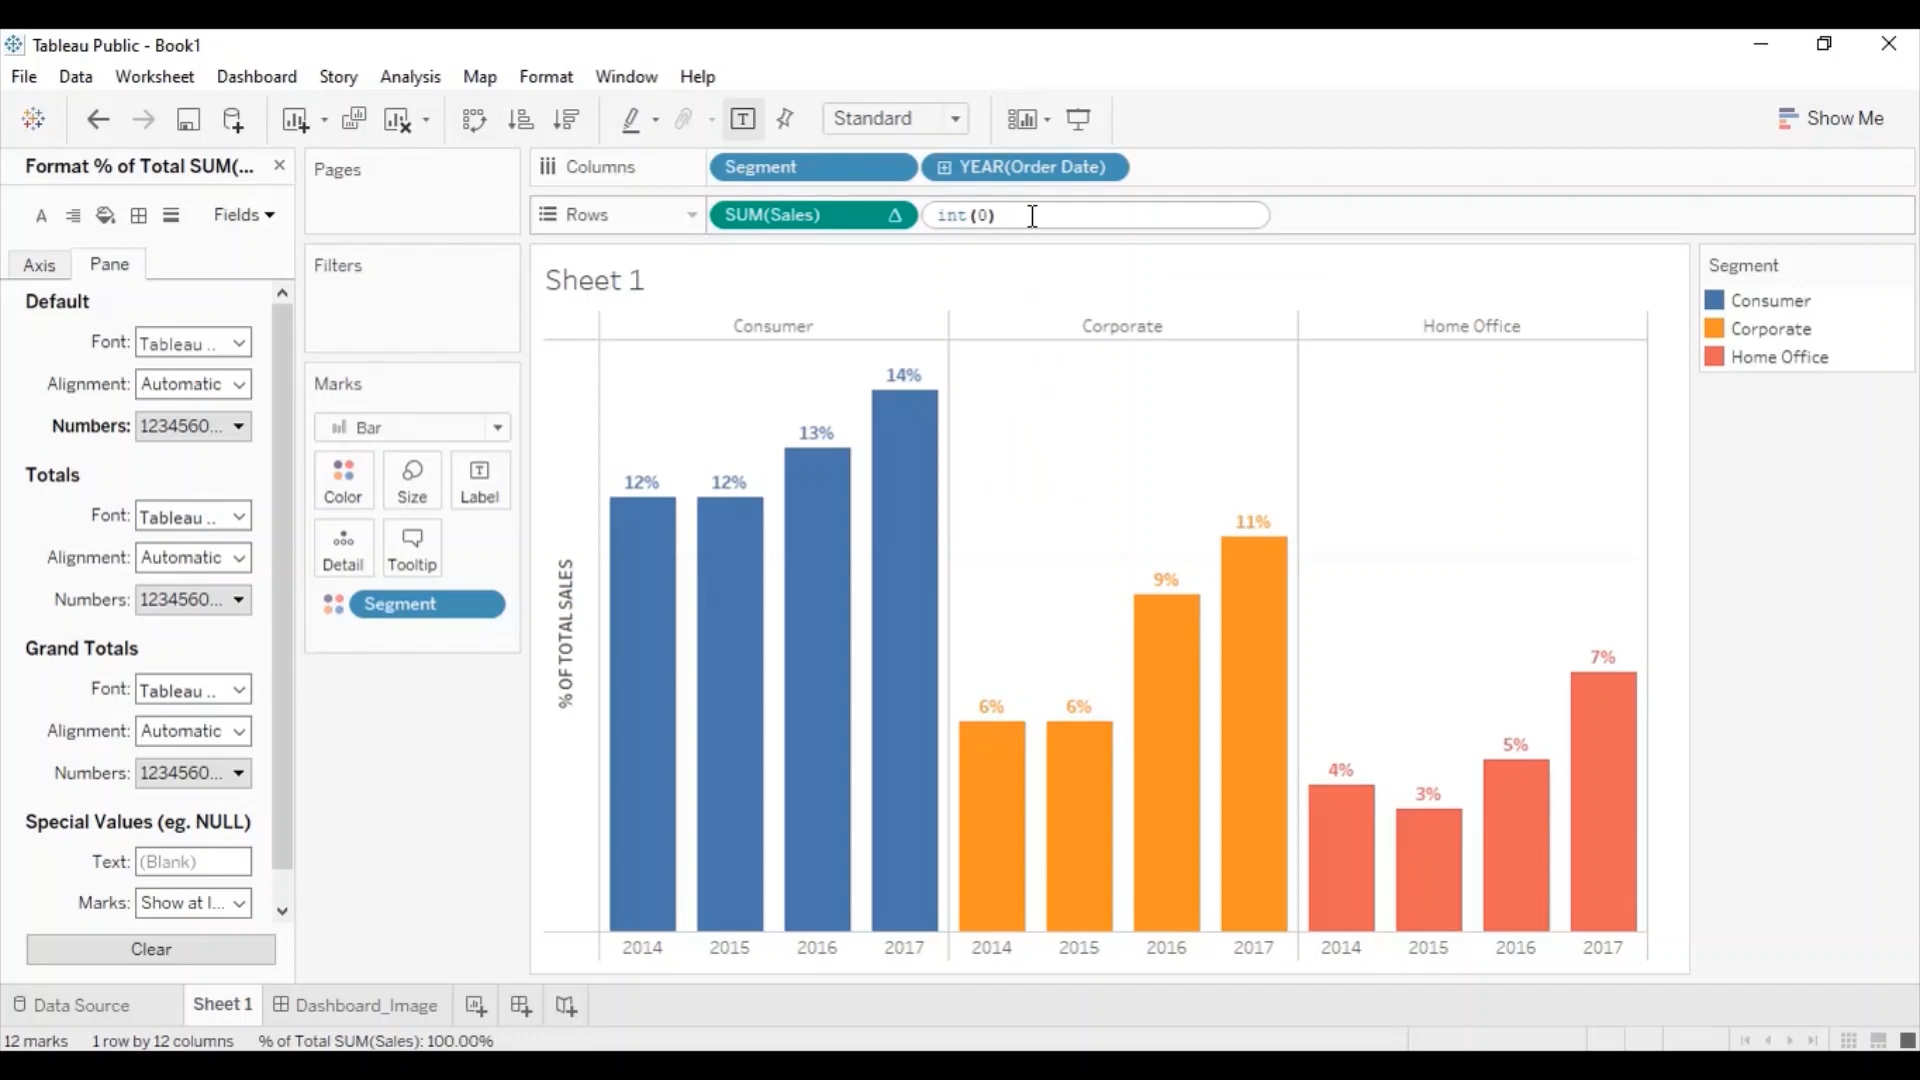 Tableau Public - Book1
File Data Worksheet Dashboard Story Analysis Map Format Window Help
Standard
Show Me
Format % of Total SUM(...
Fields
Axis Pane
Default
Font: Tableau ..
Alignment: Automatic
Numbers: 1234560...
Totals
Font: Tableau ..
Alignment: Automatic
Numbers: 1234560...
Grand Totals
Font: Tableau ..
Alignment: Automatic
Numbers: 1234560...
Special Values (eg. NULL)
Text: (Blank)
Marks: Show at I...
Clear
Pages
Filters
Marks
Bar
Color Size Label
Detail Tooltip
Segment
Columns Segment YEAR(Order Date)
Rows SUM(Sales) int(0)
Sheet 1
Consumer Corporate Home Office
% OF TOTAL SALES
12% 12% 13% 14%
6% 6% 9% 11%
4% 3% 5% 7%
2014 2015 2016 2017 2014 2015 2016 2017 2014 2015 2016 2017
Segment
Consumer
Corporate
Home Office
Data Source Sheet 1 Dashboard_Image
12 marks 1 row by 12 columns % of Total SUM(Sales): 100.00%